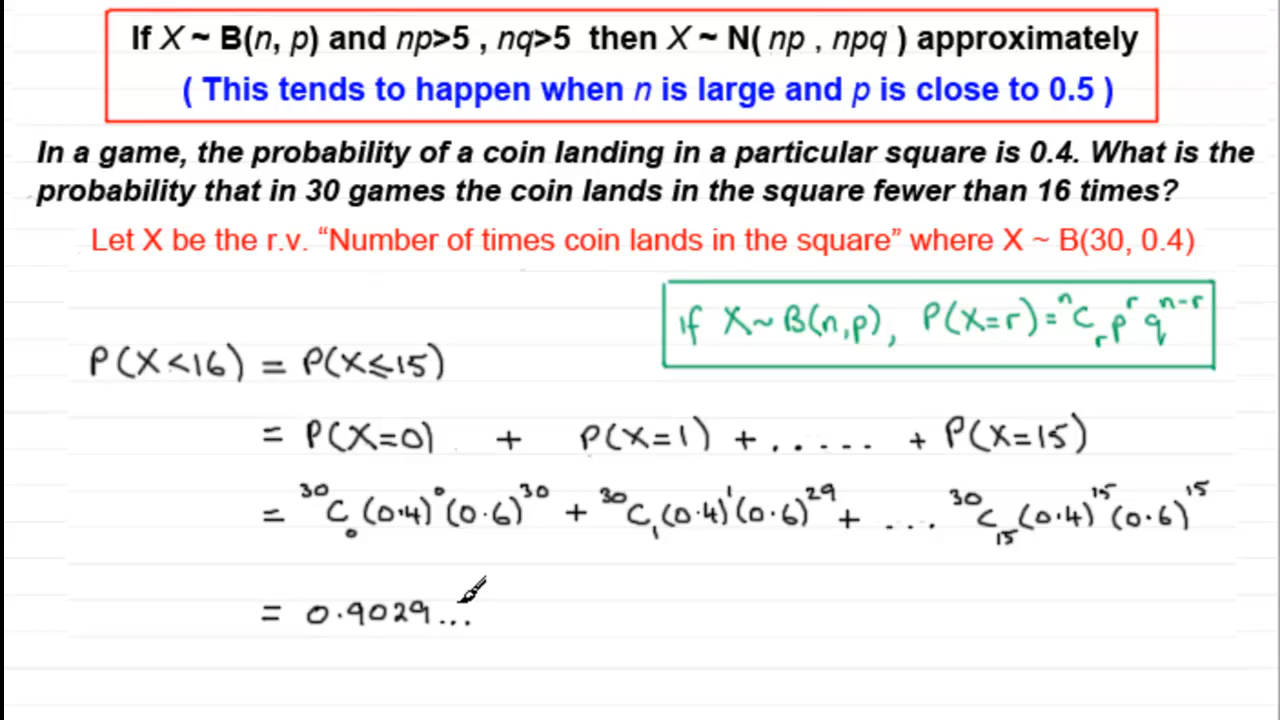 If X ~ B(n, p) and np>5 , nq>5 then X ~ N( np , npq ) approximately
( This tends to happen when n is large and p is close to 0.5 )
In a game, the probability of a coin landing in a particular square is 0.4. What is the
probability that in 30 games the coin lands in the square fewer than 16 times?
Let X be the r.v. “Number of times coin lands in the square” where X ~ B(30, 0.4)
If X~B(n,p), P(X=r) = ⁿCᵣ pʳ qⁿ⁻ʳ
P(X<16) = P(X≤15)
= P(X=0) + P(X=1) + ..... + P(X=15)
= ³⁰C₀ (0.4)⁰ (0.6)³⁰ + ³⁰C₁ (0.4)¹ (0.6)²⁹ + ... ³⁰C₁₅ (0.4)¹⁵ (0.6)¹⁵
= 0.9029...